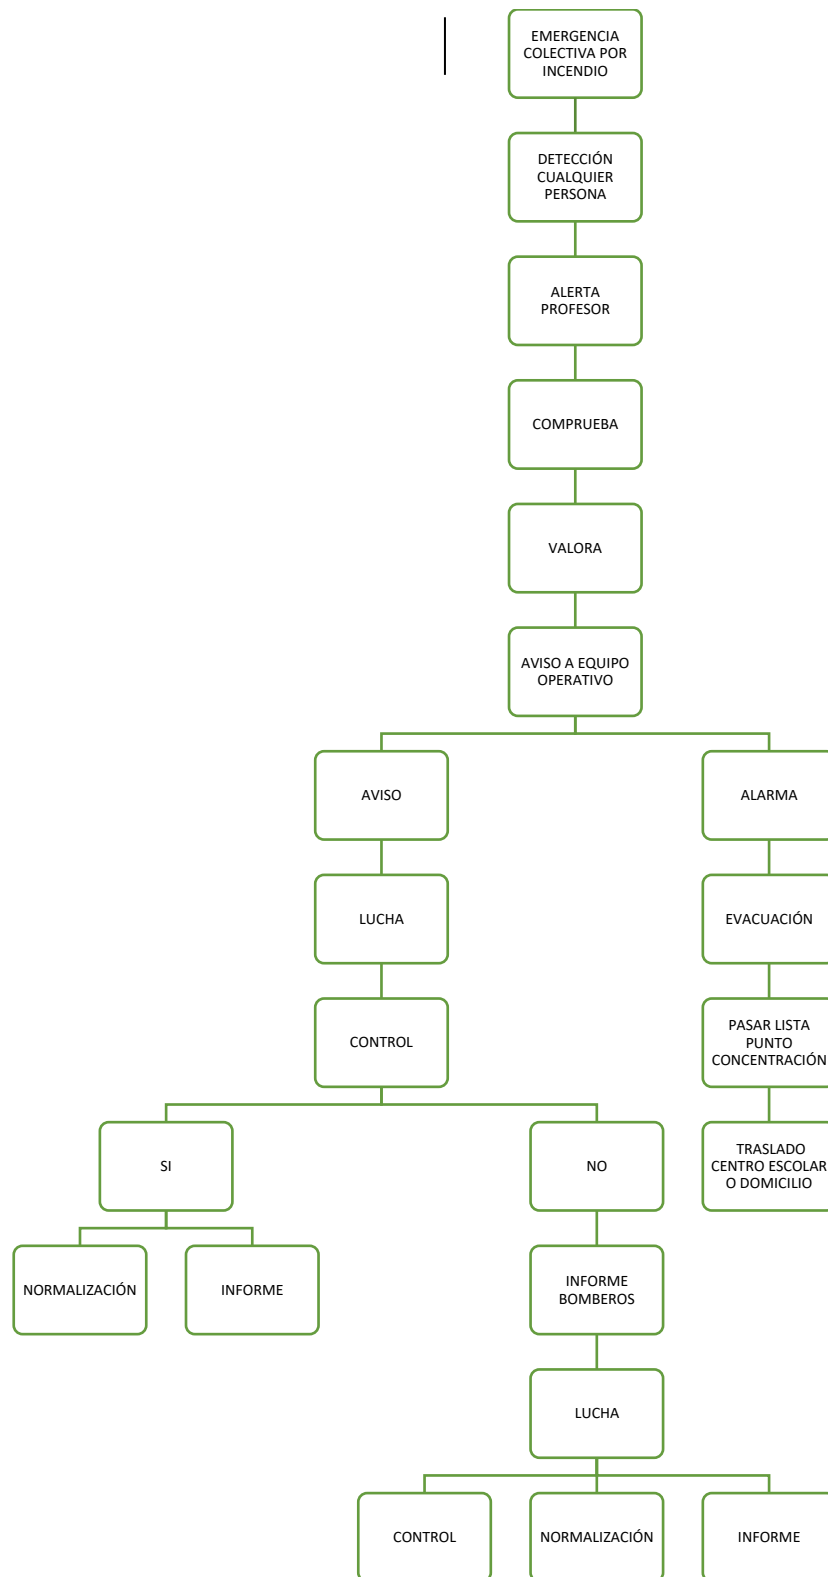 EMERGENCIA
COLECTIVA POR
INCENDIO
DETECCIÓN
CUALQUIER
PERSONA
ALERTA
PROFESOR
COMPRUEBA
VALORA
AVISO A EQUIPO
OPERATIVO
AVISO
ALARMA
LUCHA
EVACUACIÓN
CONTROL
PASAR LISTA
PUNTO
CONCENTRACIÓN
SI
NO
TRASLADO
CENTRO ESCOLAR
O DOMICILIO
NORMALIZACIÓN
INFORME
INFORME
BOMBEROS
LUCHA
CONTROL
NORMALIZACIÓN
INFORME